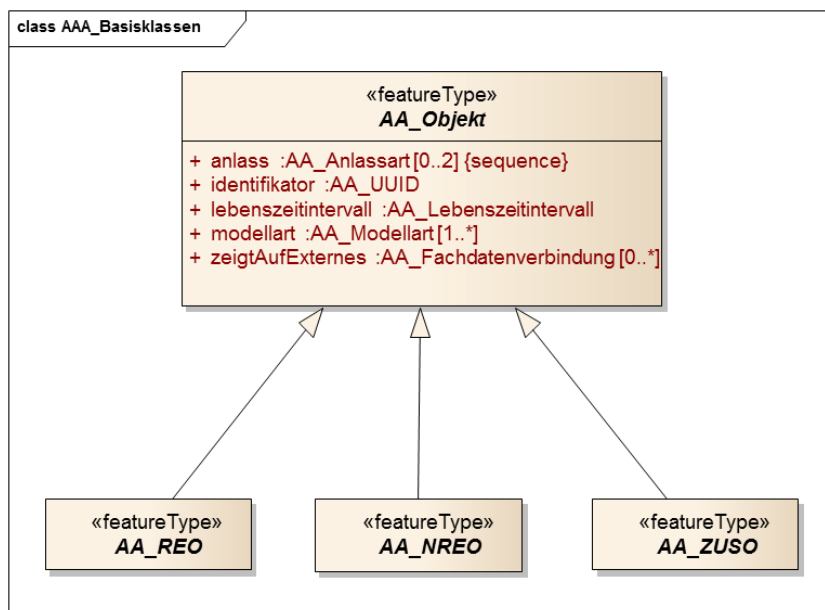 class AAA_Basisklassen
«featureType»
AA_Objekt
+ anlass :AA_Anlassart [0..2] {sequence}
+ identifikator :AA_UUID
+ lebenszeitintervall :AA_Lebenszeitintervall
+ modellart :AA_Modellart [1..*]
+ zeigtAufExternes :AA_Fachdatenverbindung [0..*]
«featureType» «featureType» «featureType»
AA_REO AA_NREO AA_ZUSO